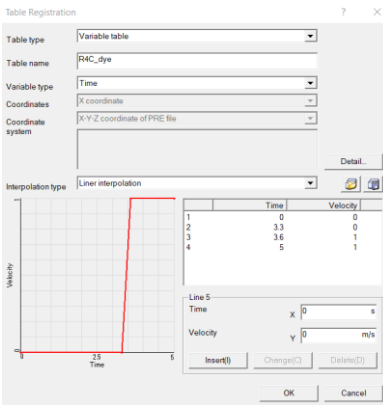 Table Registration ? ×
Table type Variable table
Table name R4C_dye
Variable type Time
Coordinates X coordinate
Coordinate system X-Y-Z coordinate of PRE file
Detail..
Interpolation type Liner interpolation
Time Velocity
1 0 0
2 3.3 0
3 3.6 1
4 5 1
1
Velocity
0
0 2.5 5
Time
Line 5
Time X 0 s
Velocity Y 0 m/s
Insert(I) Change(C) Delete(D)
OK Cancel